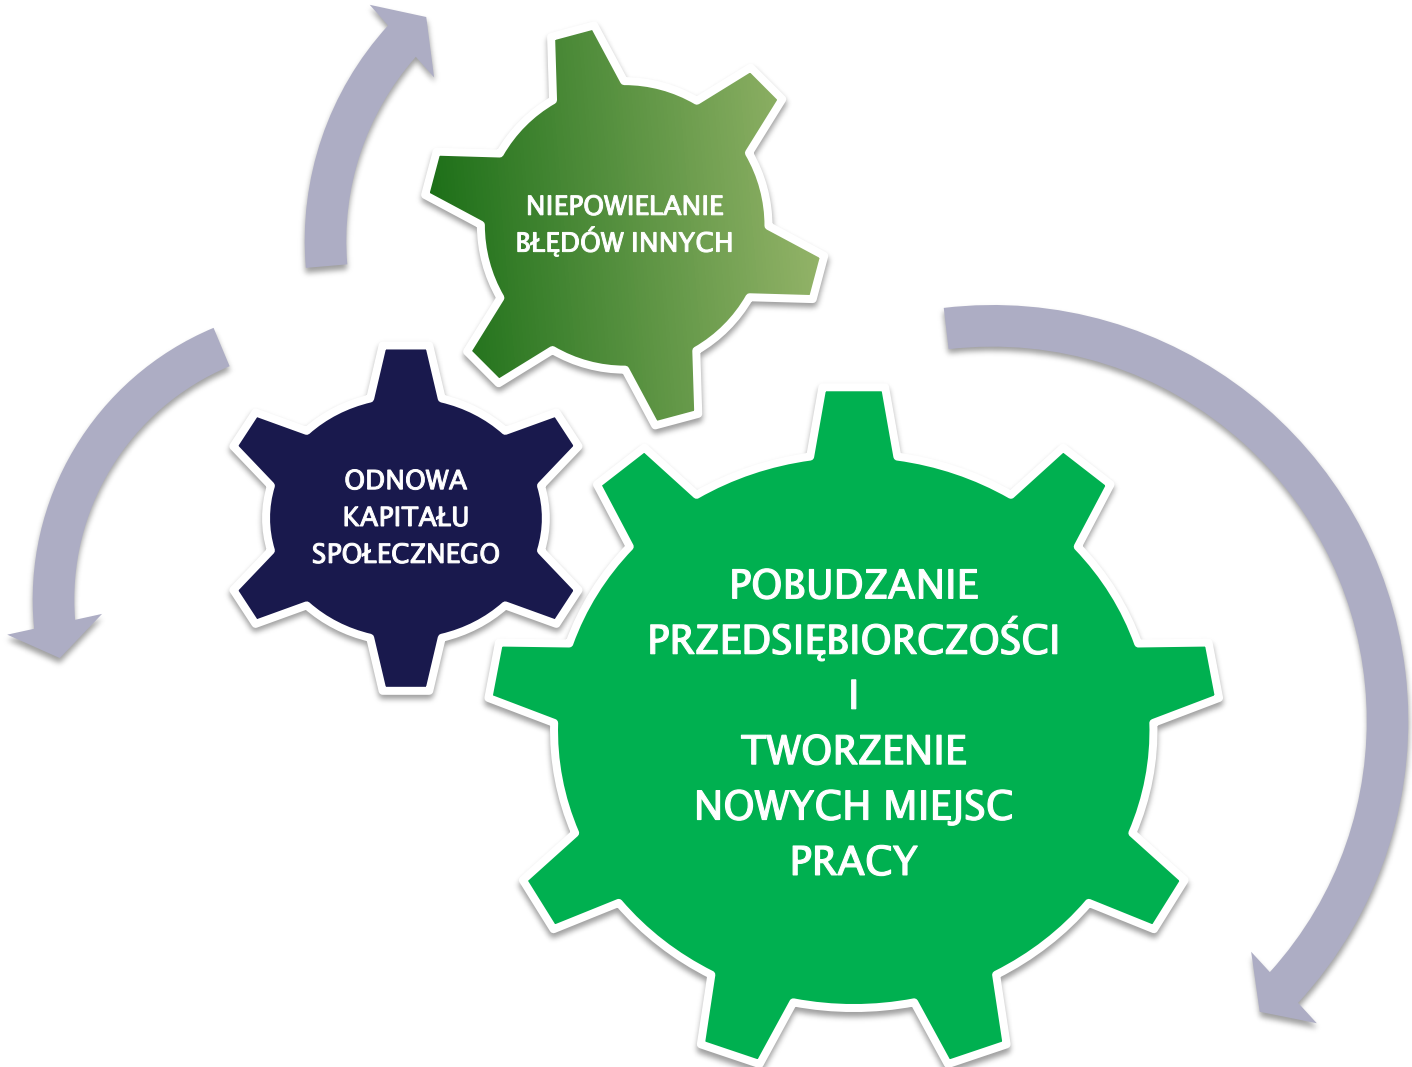 NIEPOWIELANIE
BŁĘDÓW INNYCH
ODNOWA
KAPITAŁU
SPOŁECZNEGO
POBUDZANIE
PRZEDSIĘBIORCZOŚCI
I
TWORZENIE
NOWYCH MIEJSC
PRACY